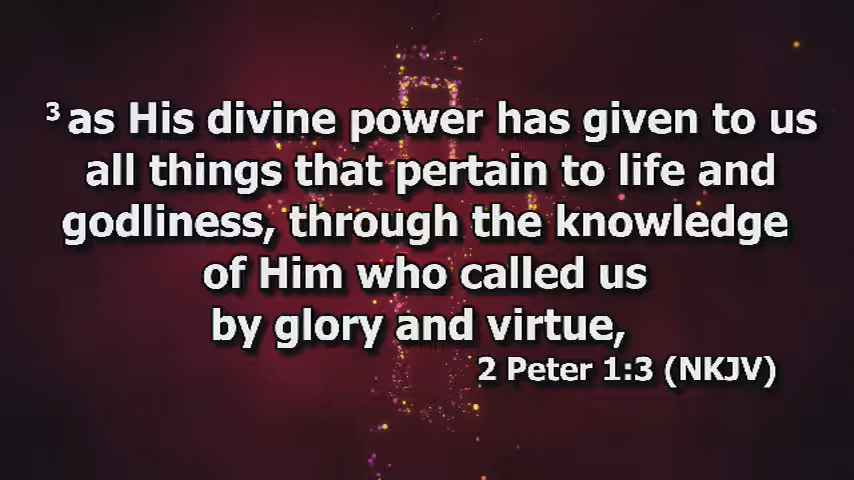 ³ as His divine power has given to us
all things that pertain to life and
godliness, through the knowledge
of Him who called us
by glory and virtue,
2 Peter 1:3 (NKJV)